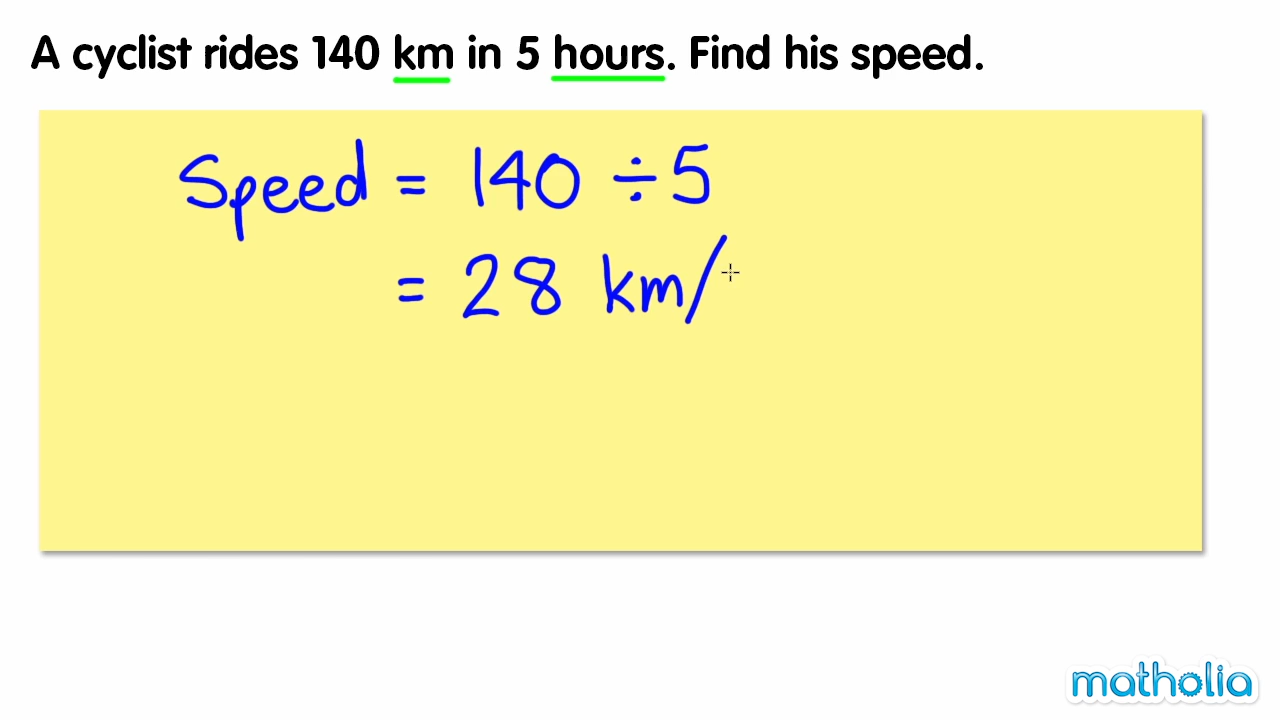 A cyclist rides 140 km in 5 hours. Find his speed.
Speed = 140 ÷ 5
= 28 km/
matholia